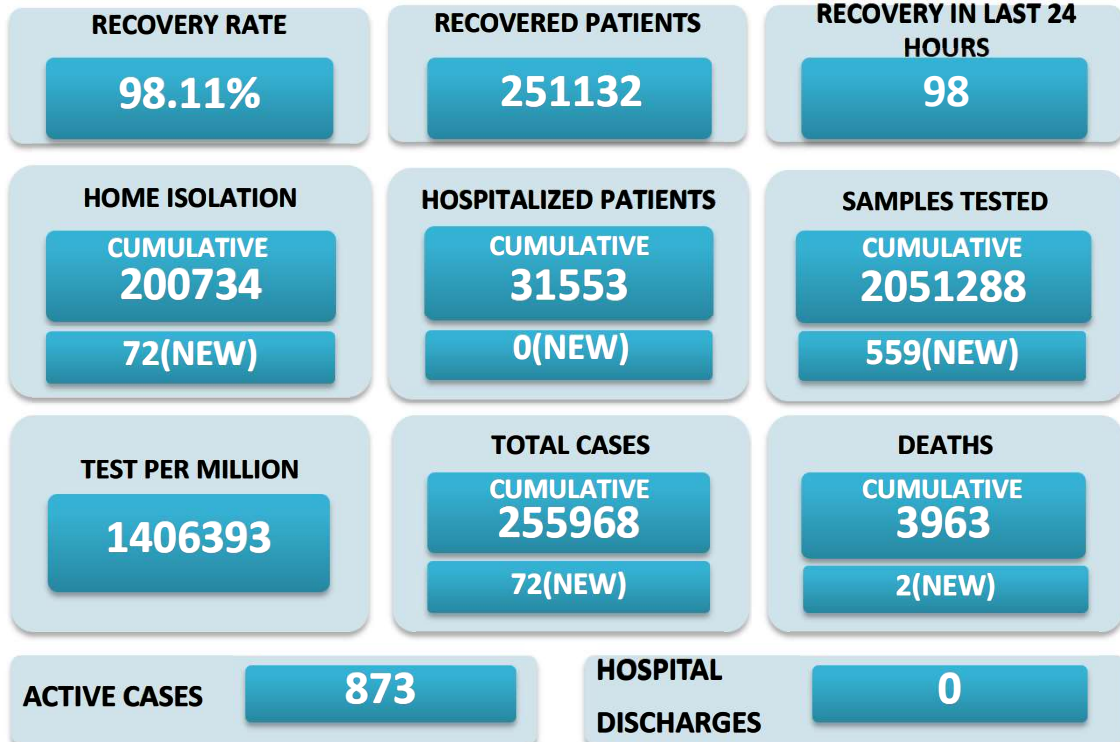 RECOVERY RATE
98.11%
RECOVERED PATIENTS
251132
RECOVERY IN LAST 24
HOURS
98
HOME ISOLATION
CUMULATIVE
200734
72(NEW)
HOSPITALIZED PATIENTS
CUMULATIVE
31553
0(NEW)
SAMPLES TESTED
CUMULATIVE
2051288
559(NEW)
TEST PER MILLION
1406393
TOTAL CASES
CUMULATIVE
255968
72(NEW)
DEATHS
CUMULATIVE
3963
2(NEW)
ACTIVE CASES
873
HOSPITAL
DISCHARGES
0